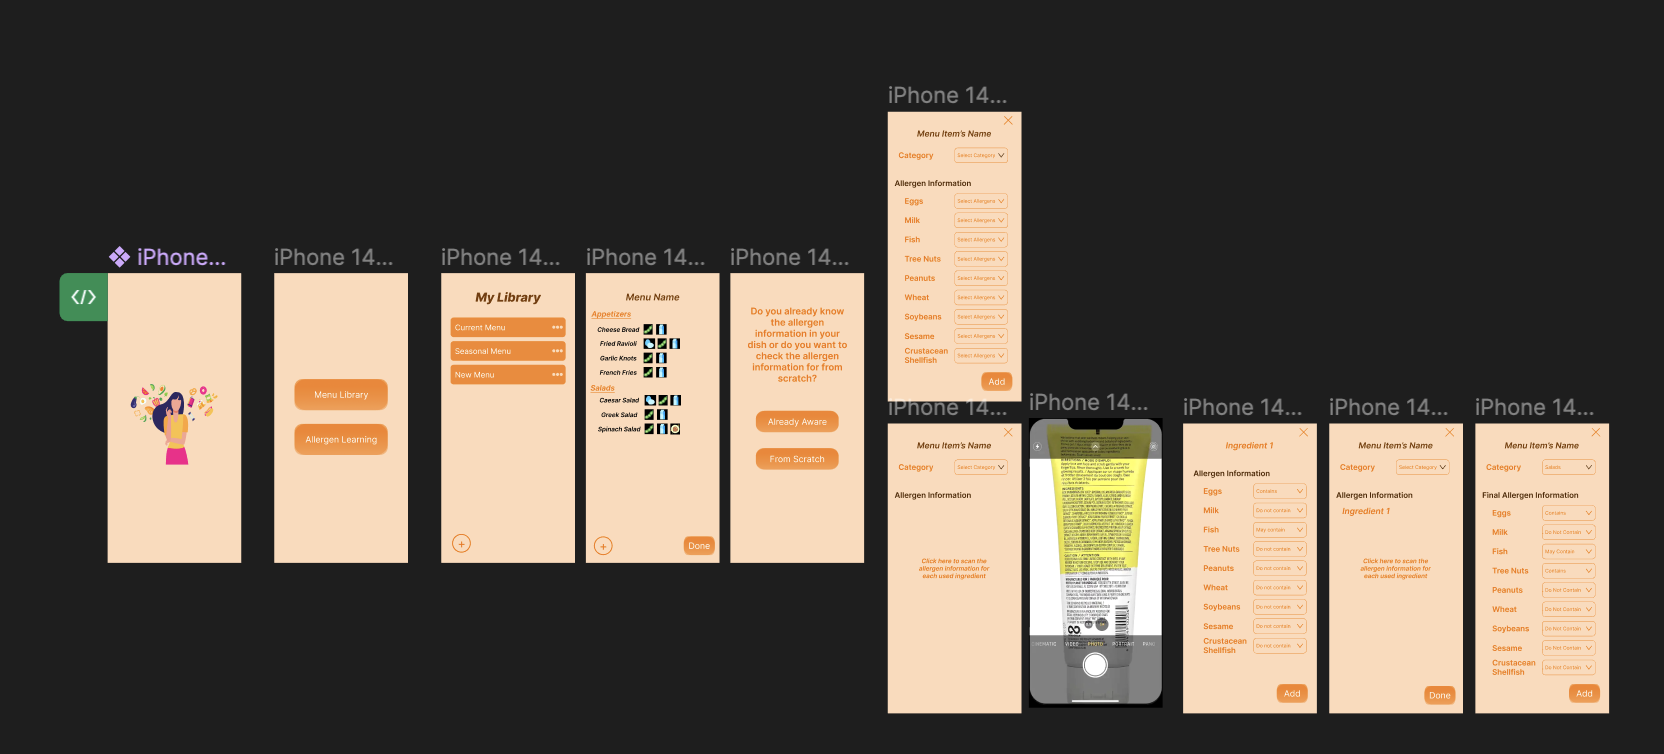 iPhone 14...
Menu Item's Name
Category
Select Category
Allergen Information
Eggs
Select Allergens
Milk
Select Allergens
Fish
Select Allergens
Tree Nuts
Select Allergens
Peanuts
Select Allergens
Wheat
Select Allergens
Soybeans
Select Allergens
Sesame
Select Allergens
Crustacean
Shellfish
Select Allergens
Add
iPhone...
</>
iPhone 14...
Menu Library
Allergen Learning
iPhone 14...
My Library
Current Menu
Seasonal Menu
New Menu
+
iPhone 14...
Menu Name
Appetizers
Cheese Bread
Fried Ravioli
Garlic Knots
French Fries
Salads
Caesar Salad
Greek Salad
Spinach Salad
+
Done
iPhone 14...
Do you already know
the allergen
information in your
dish or do you want to
check the allergen
information for from
scratch?
Already Aware
From Scratch
iPhone 14...
Menu Item's Name
Category
Select Category
Allergen Information
Click here to scan the
allergen information for
each used ingredient
iPhone 14...
INGREDIENTS:
CAUTION / ATTENTION:
CINEMATIC VIDEO PHOTO PORTRAIT PANO
iPhone 14...
Ingredient 1
Allergen Information
Eggs
Contains
Milk
Do not contain
Fish
May contain
Tree Nuts
Do not contain
Peanuts
Do not contain
Wheat
Do not contain
Soybeans
Do not contain
Sesame
Do not contain
Crustacean
Shellfish
Do not contain
Add
iPhone 14...
Menu Item's Name
Category
Select Category
Allergen Information
Ingredient 1
Click here to scan the
allergen information for
each used ingredient
Done
iPhone 14...
Menu Item's Name
Category
Salads
Final Allergen Information
Eggs
Contains
Milk
Do Not Contain
Fish
May Contain
Tree Nuts
Contains
Peanuts
Do Not Contain
Wheat
Do Not Contain
Soybeans
Do Not Contain
Sesame
Do Not Contain
Crustacean
Shellfish
Do Not Contain
Add